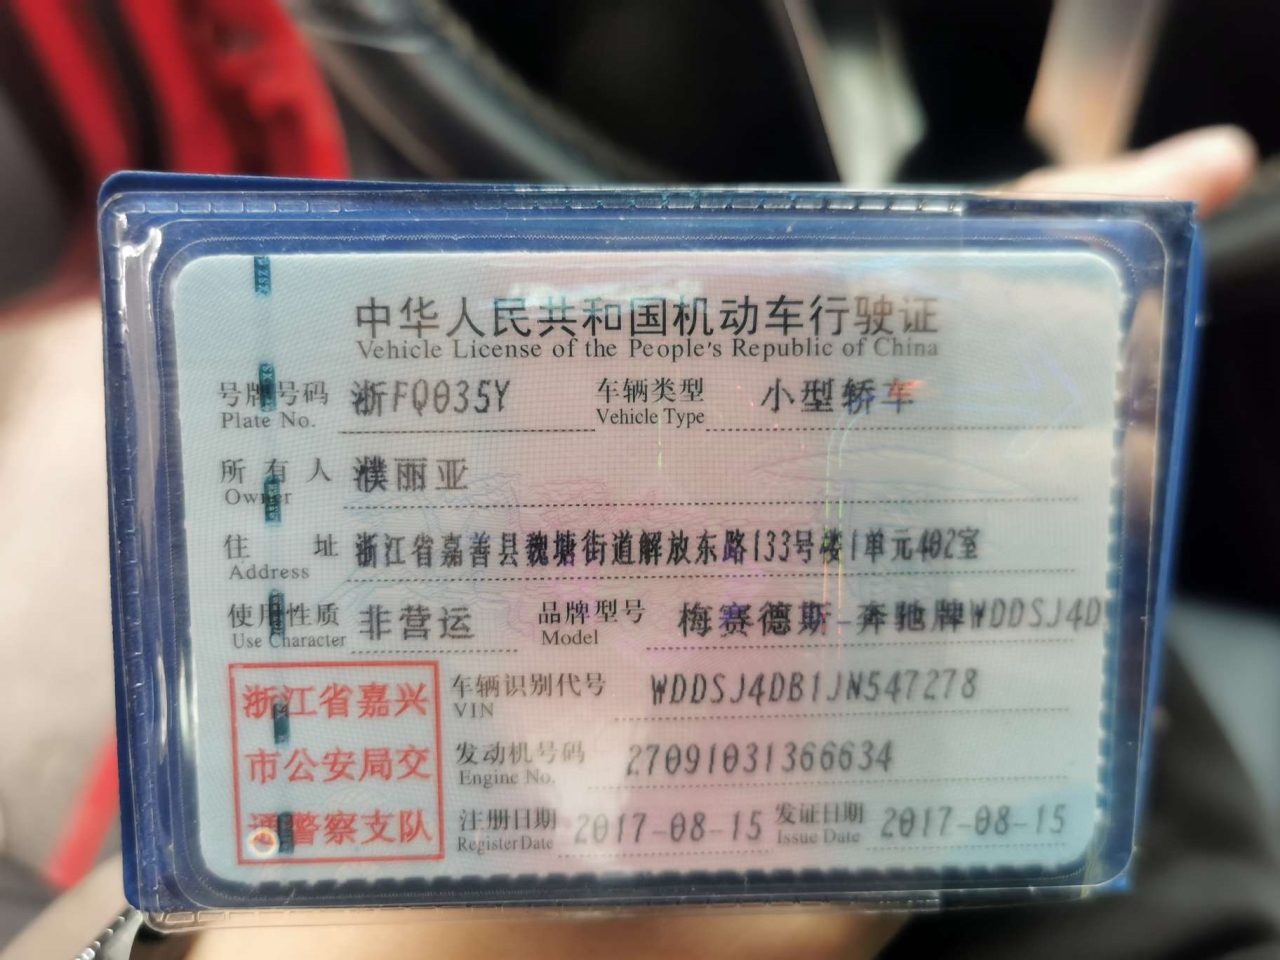 中华人民共和国机动车行驶证
Vehicle License of the People's Republic of China
号牌号码 浙FQ035Y 车辆类型 小型轿车
Plate No. Vehicle Type
所有人 濮丽亚
Owner
住址 浙江省嘉善县魏塘街道解放东路133号楼1单元402室
Address
使用性质 非营运 品牌型号 梅赛德斯-奔驰牌WDDSJ4D
Use Character Model
浙江省嘉兴
市公安局交
通警察支队
车辆识别代号 WDDSJ4DB1JN547278
VIN
发动机号码 27091031366634
Engine No.
注册日期 2017-08-15 发证日期 2017-08-15
Register Date Issue Date